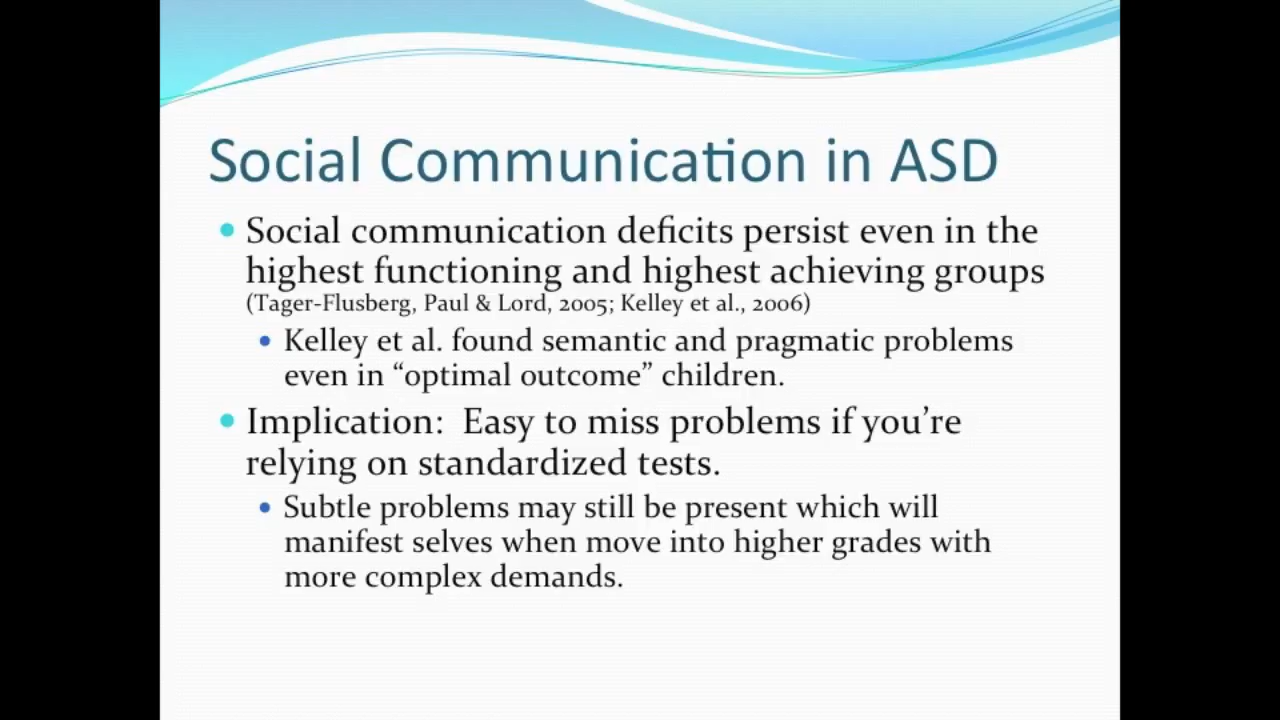 Social Communication in ASD
• Social communication deficits persist even in the
highest functioning and highest achieving groups
(Tager-Flusberg, Paul & Lord, 2005; Kelley et al., 2006)
• Kelley et al. found semantic and pragmatic problems
even in “optimal outcome” children.
• Implication:  Easy to miss problems if you’re
relying on standardized tests.
• Subtle problems may still be present which will
manifest selves when move into higher grades with
more complex demands.